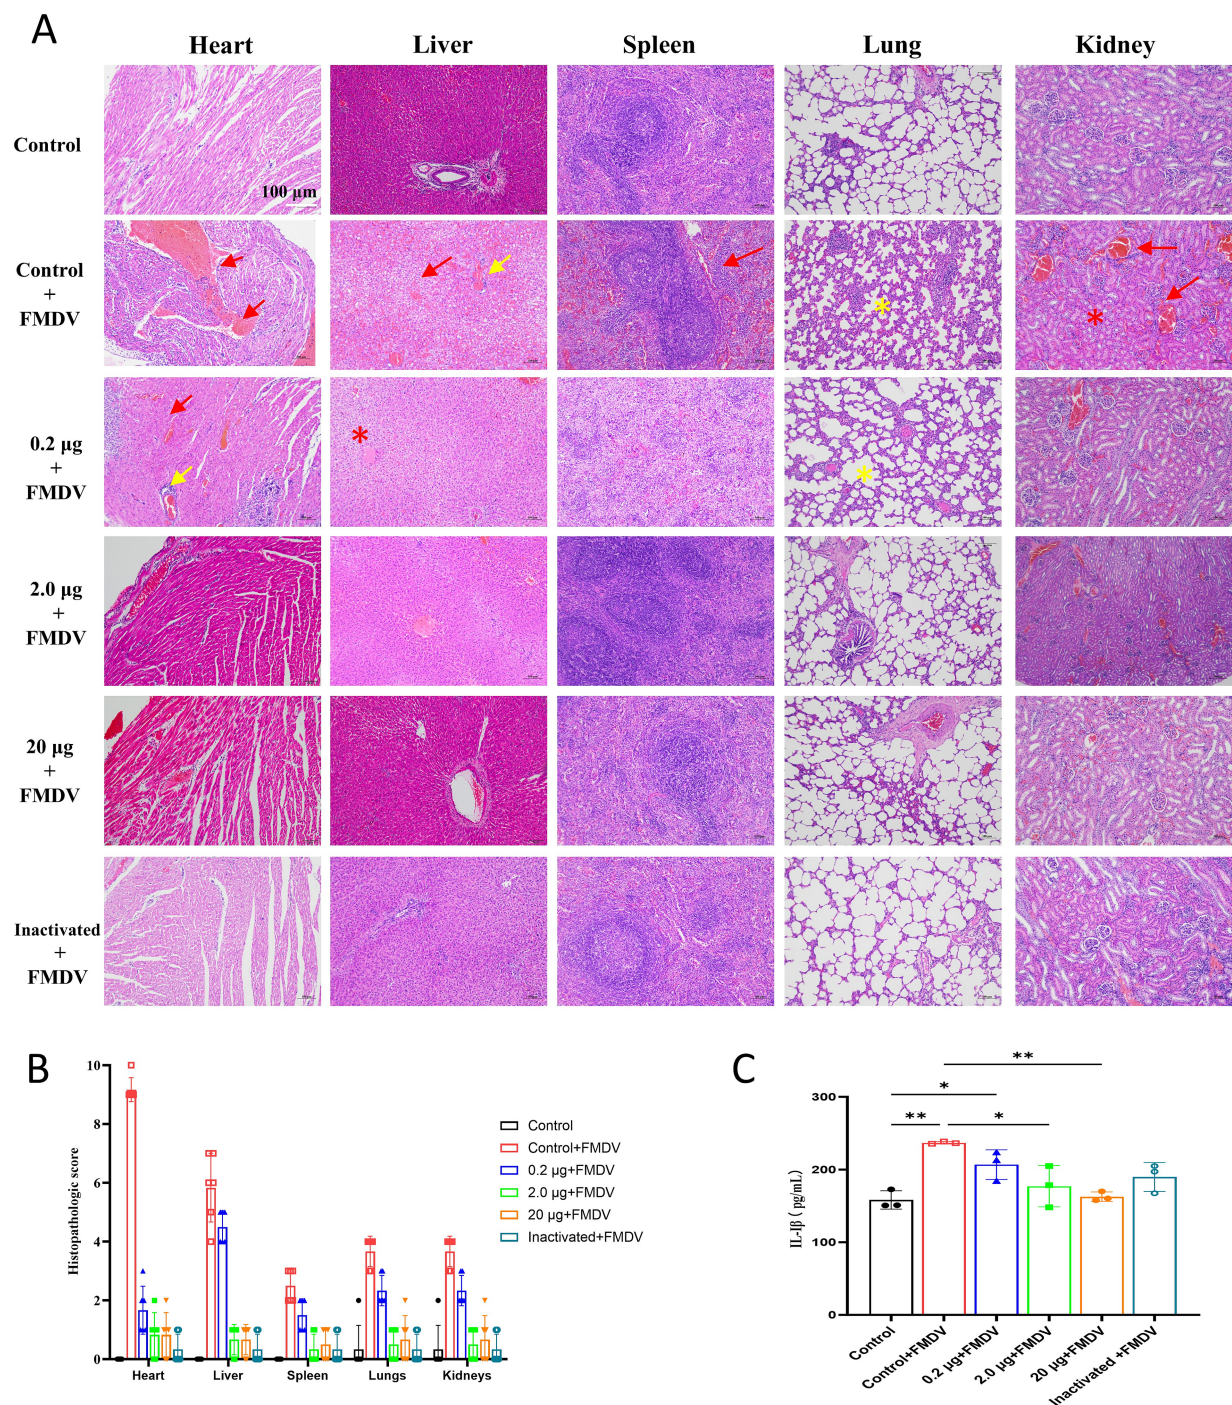 A
Heart Liver Spleen Lung Kidney
Control
100 μm
Control
+
FMDV
*
*
0.2 μg
+
FMDV
*
*
2.0 μg
+
FMDV
20 μg
+
FMDV
Inactivated
+
FMDV
B
Histopathologic score
10
8
6
4
2
0
Heart Liver Spleen Lungs Kidneys
Control
Control+FMDV
0.2 μg+FMDV
2.0 μg+FMDV
20 μg+FMDV
Inactivated+FMDV
C
**
*
** *
IL-1β ( pg/mL)
300
200
100
0
Control
Control+FMDV
0.2 μg+FMDV
2.0 μg+FMDV
20 μg+FMDV
Inactivated +FMDV